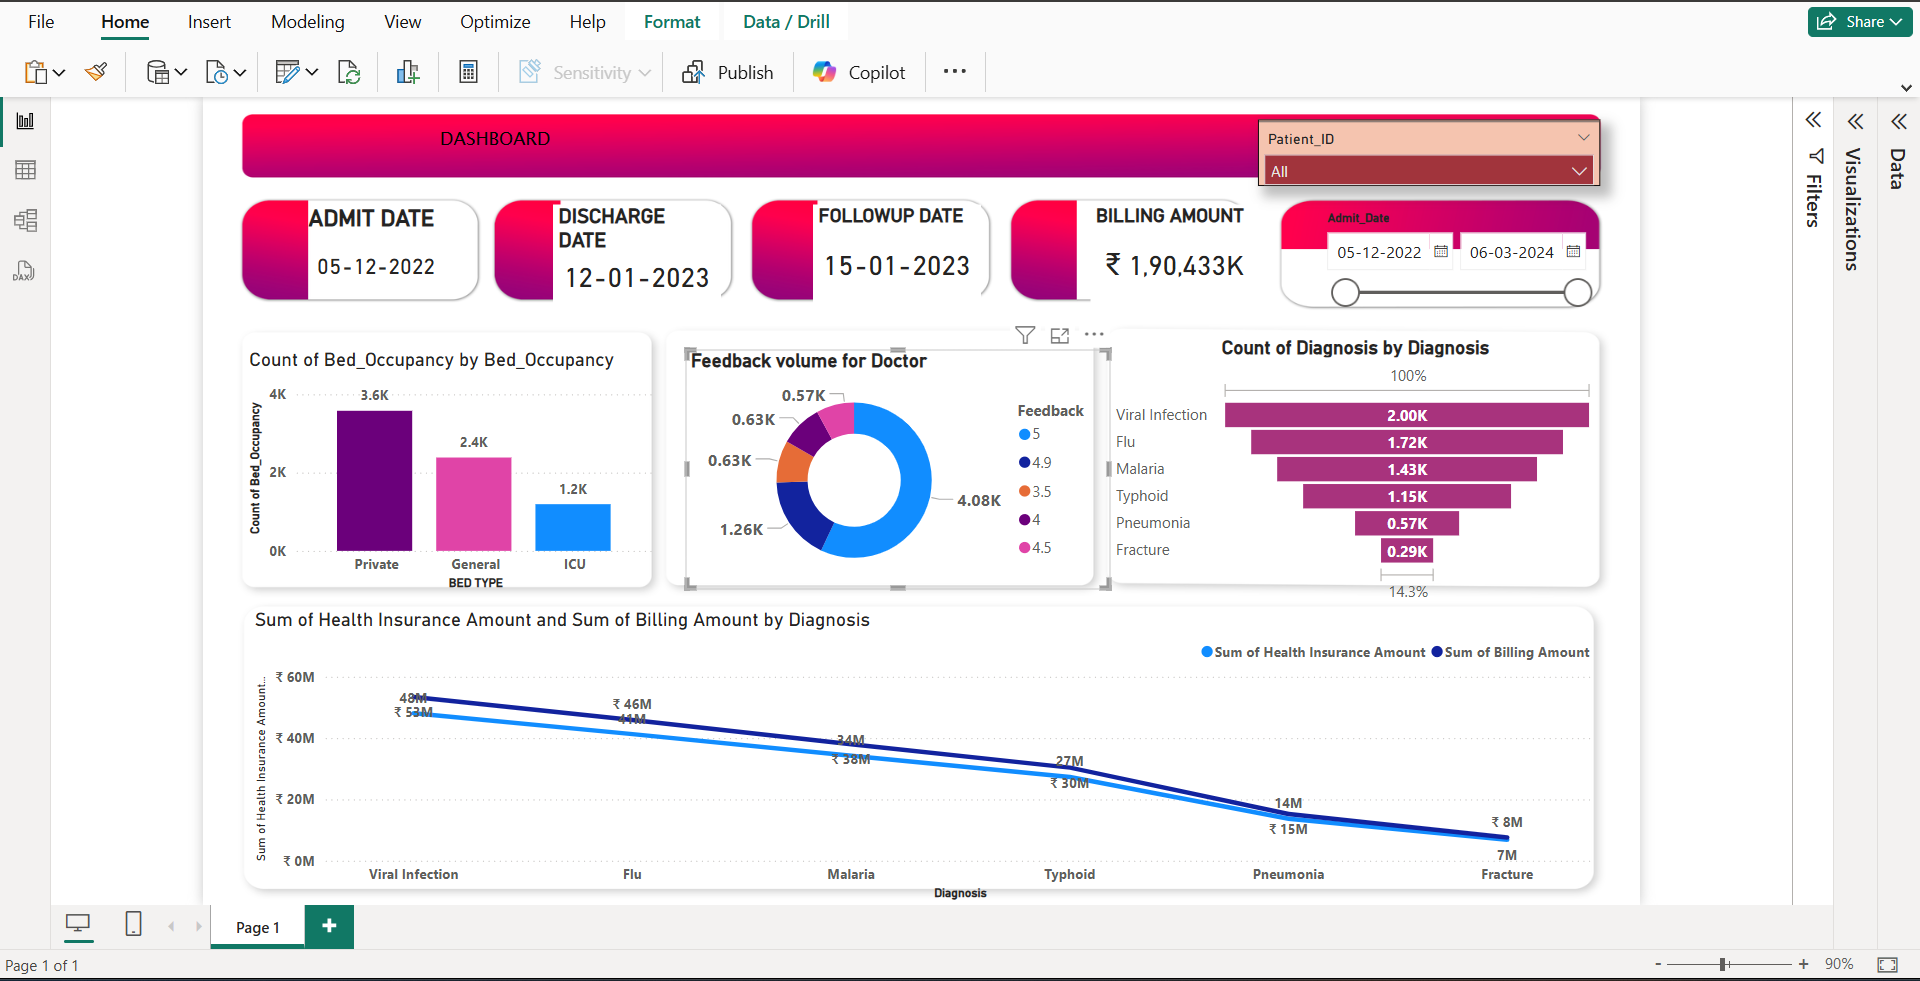 File Home Insert Modeling View Optimize Help Format Data / Drill Share
Sensitivity Publish Copilot
DASHBOARD
Patient_ID
All
ADMIT DATE
05-12-2022
DISCHARGE
DATE
12-01-2023
FOLLOWUP DATE
15-01-2023
BILLING AMOUNT
₹ 1,90,433K
Admit_Date
05-12-2022 06-03-2024
Count of Bed_Occupancy by Bed_Occupancy
Count of Bed_Occupancy
4K
2K
0K
3.6K
2.4K
1.2K
Private General ICU
BED TYPE
Feedback volume for Doctor
0.57K
0.63K
0.63K
1.26K
4.08K
Feedback
5
4.9
3.5
4
4.5
Count of Diagnosis by Diagnosis
100%
Viral Infection 2.00K
Flu 1.72K
Malaria 1.43K
Typhoid 1.15K
Pneumonia 0.57K
Fracture 0.29K
14.3%
Sum of Health Insurance Amount and Sum of Billing Amount by Diagnosis
Sum of Health Insurance Amount Sum of Billing Amount
Sum of Health Insurance Amount...
₹ 60M
₹ 40M
₹ 20M
₹ 0M
48M
₹ 53M
₹ 46M
41M
34M
₹ 38M
27M
₹ 30M
14M
₹ 15M
₹ 8M
7M
Viral Infection Flu Malaria Typhoid Pneumonia Fracture
Diagnosis
Filters
Visualizations
Data
DAX
Page 1
+
Page 1 of 1
- + 90%